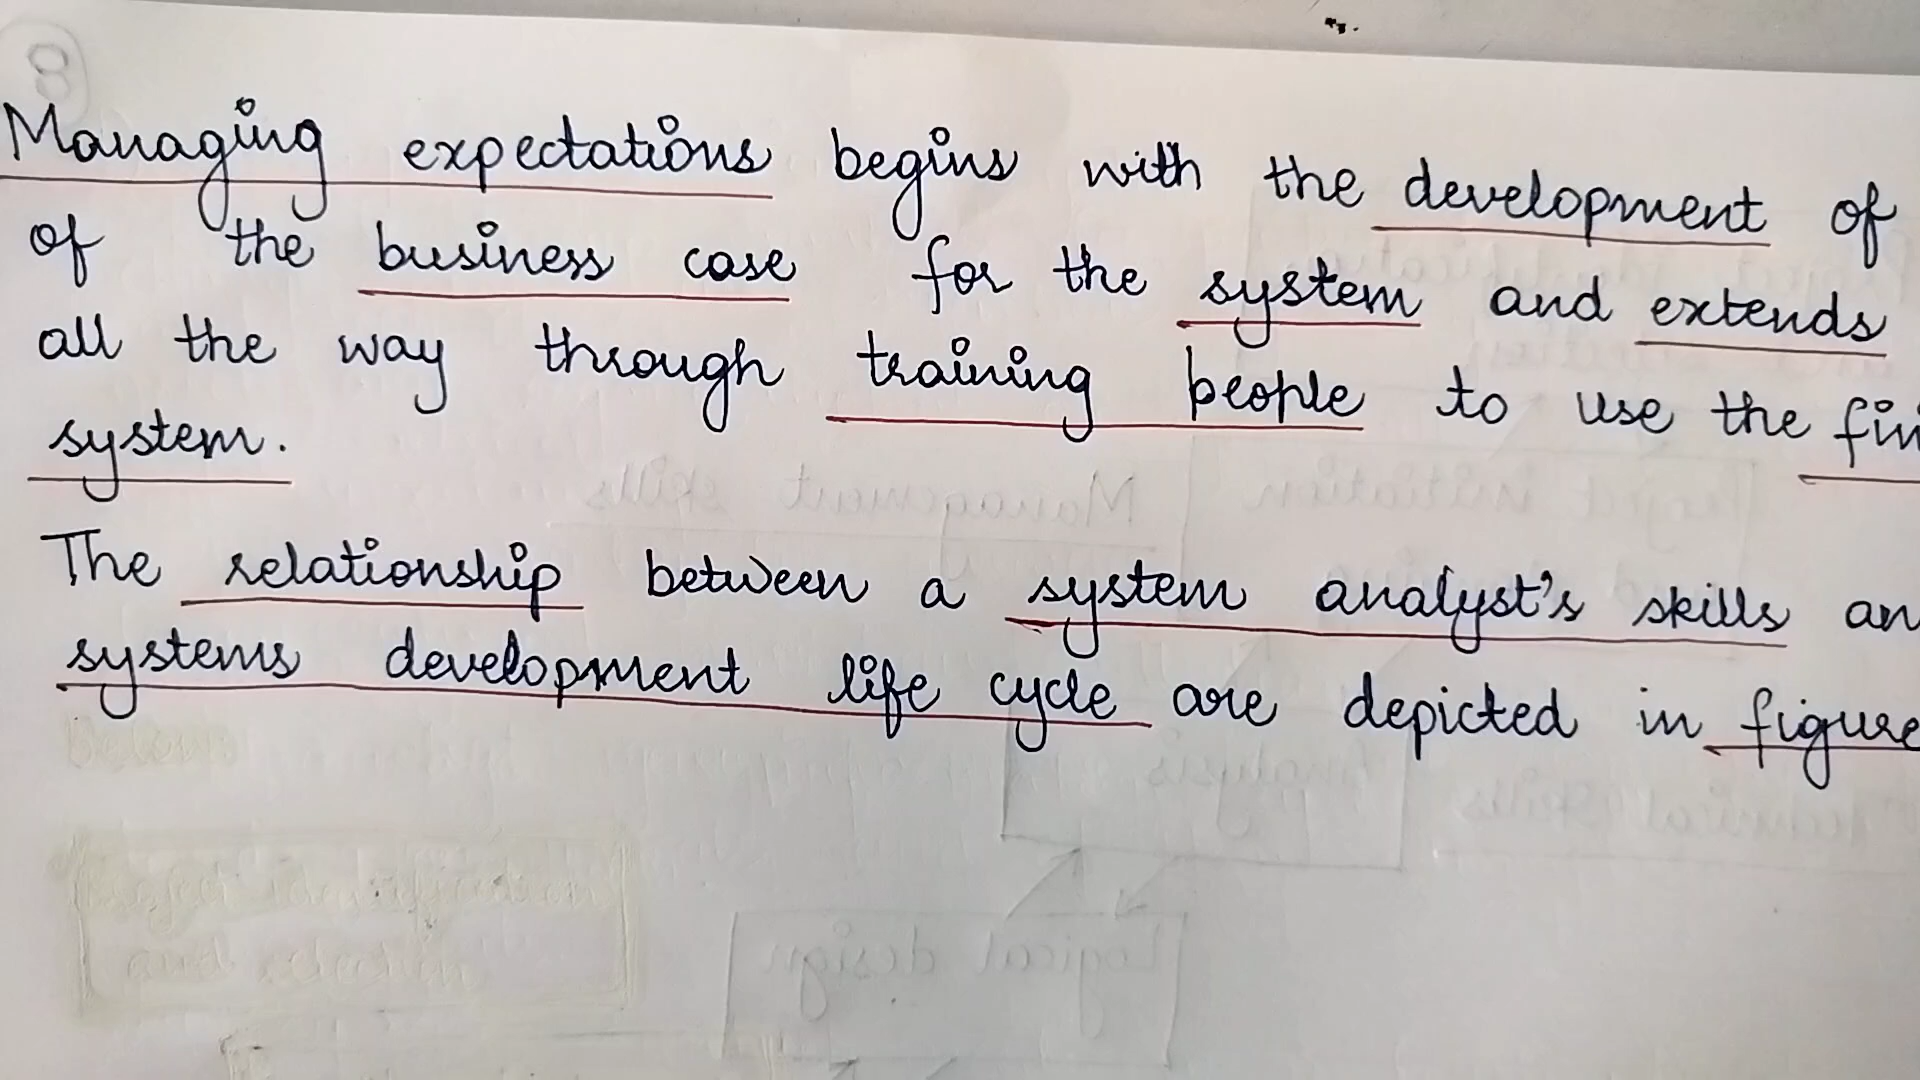 Managing expectations begins with the development of
of the business case for the system and extends
all the way through training people to use the
system.
The relationship between a system analyst's skills
systems development life cycle are depicted in figure